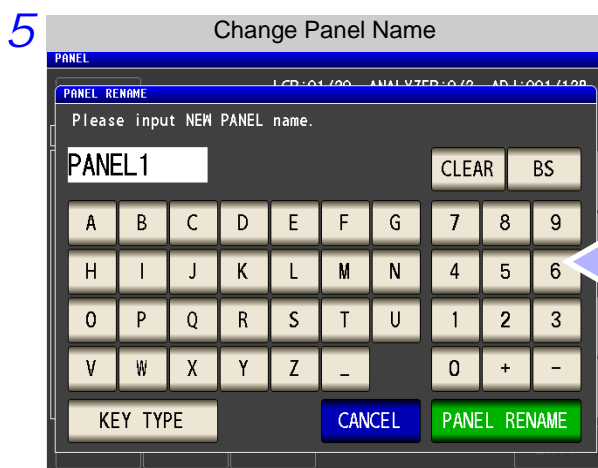 5
Change Panel Name
PANEL
PANEL RENAME
Please input NEW PANEL name.
PANEL1
CLEAR BS
A B C D E F G 7 8 9
H I J K L M N 4 5 6
O P Q R S T U 1 2 3
V W X Y Z _ 0 + -
KEY TYPE CANCEL PANEL RENAME